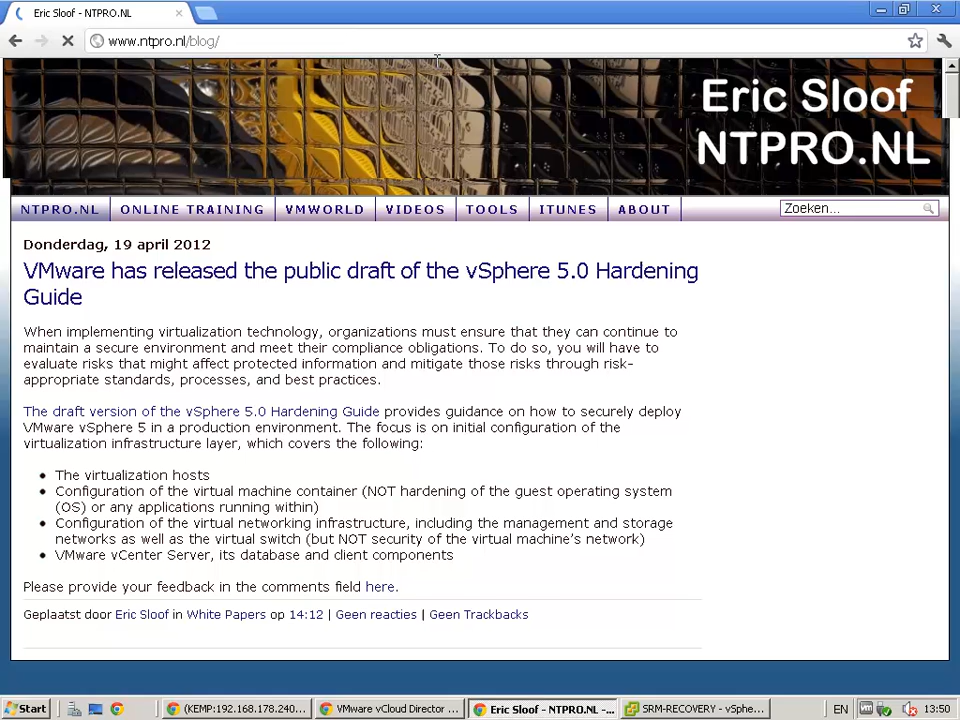 Eric Sloof - NTPRO.NL
www.ntpro.nl/blog/
Eric Sloof
NTPRO.NL
NTPRO.NL ONLINE TRAINING VMWORLD VIDEOS TOOLS ITUNES ABOUT Zoeken...
Donderdag, 19 april 2012
VMware has released the public draft of the vSphere 5.0 Hardening
Guide
When implementing virtualization technology, organizations must ensure that they can continue to
maintain a secure environment and meet their compliance obligations. To do so, you will have to
evaluate risks that might affect protected information and mitigate those risks through risk-
appropriate standards, processes, and best practices.
The draft version of the vSphere 5.0 Hardening Guide provides guidance on how to securely deploy
VMware vSphere 5 in a production environment. The focus is on initial configuration of the
virtualization infrastructure layer, which covers the following:
The virtualization hosts
Configuration of the virtual machine container (NOT hardening of the guest operating system
(OS) or any applications running within)
Configuration of the virtual networking infrastructure, including the management and storage
networks as well as the virtual switch (but NOT security of the virtual machine's network)
VMware vCenter Server, its database and client components
Please provide your feedback in the comments field here.
Geplaatst door Eric Sloof in White Papers op 14:12 | Geen reacties | Geen Trackbacks
Start (KEMP:192.168.178.240... VMware vCloud Director ... Eric Sloof - NTPRO.NL -... SRM-RECOVERY - vSphe... EN 13:50